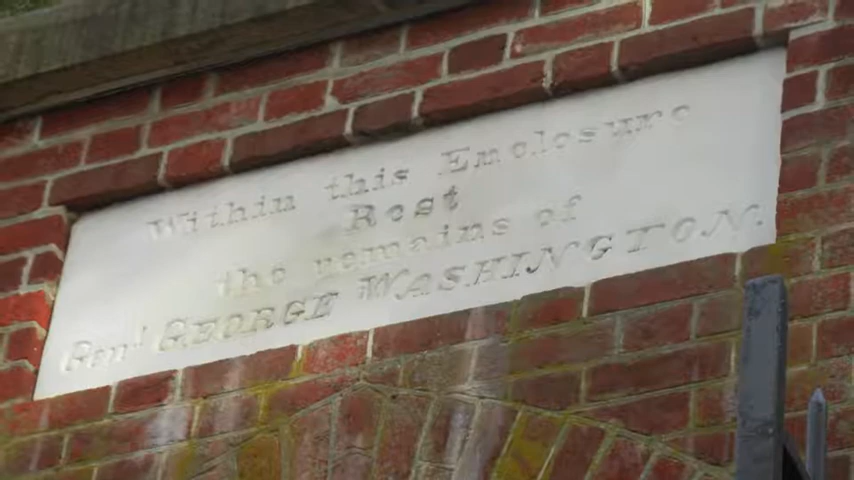 Within this Enclosure
Rest
the remains of
Genl GEORGE WASHINGTON.